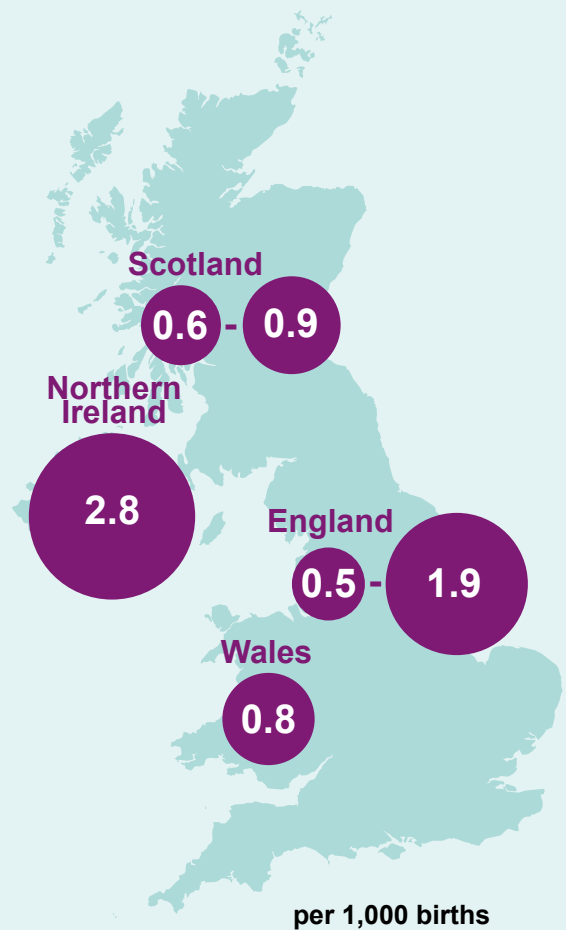 Scotland
0.6 - 0.9
Northern
Ireland
2.8
England
0.5 - 1.9
Wales
0.8
per 1,000 births